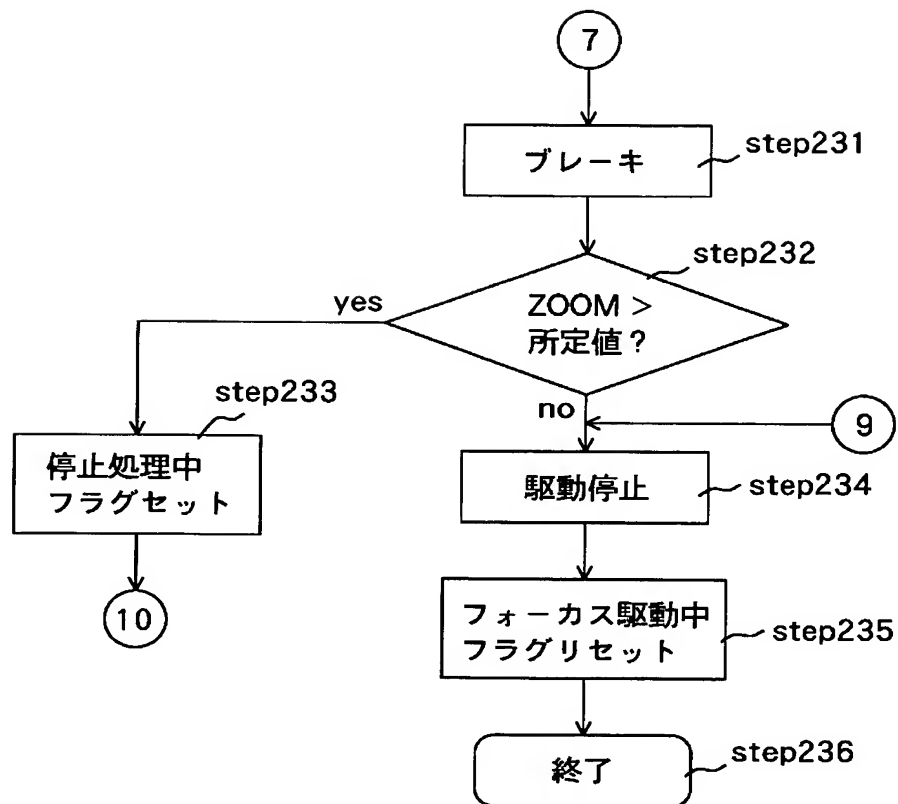 7
ブレーキ
step231
step232
ZOOM >
所定値?
yes
no
step233
停止処理中
フラグセット
10
9
駆動停止
step234
フォーカス駆動中
フラグリセット
step235
終了
step236